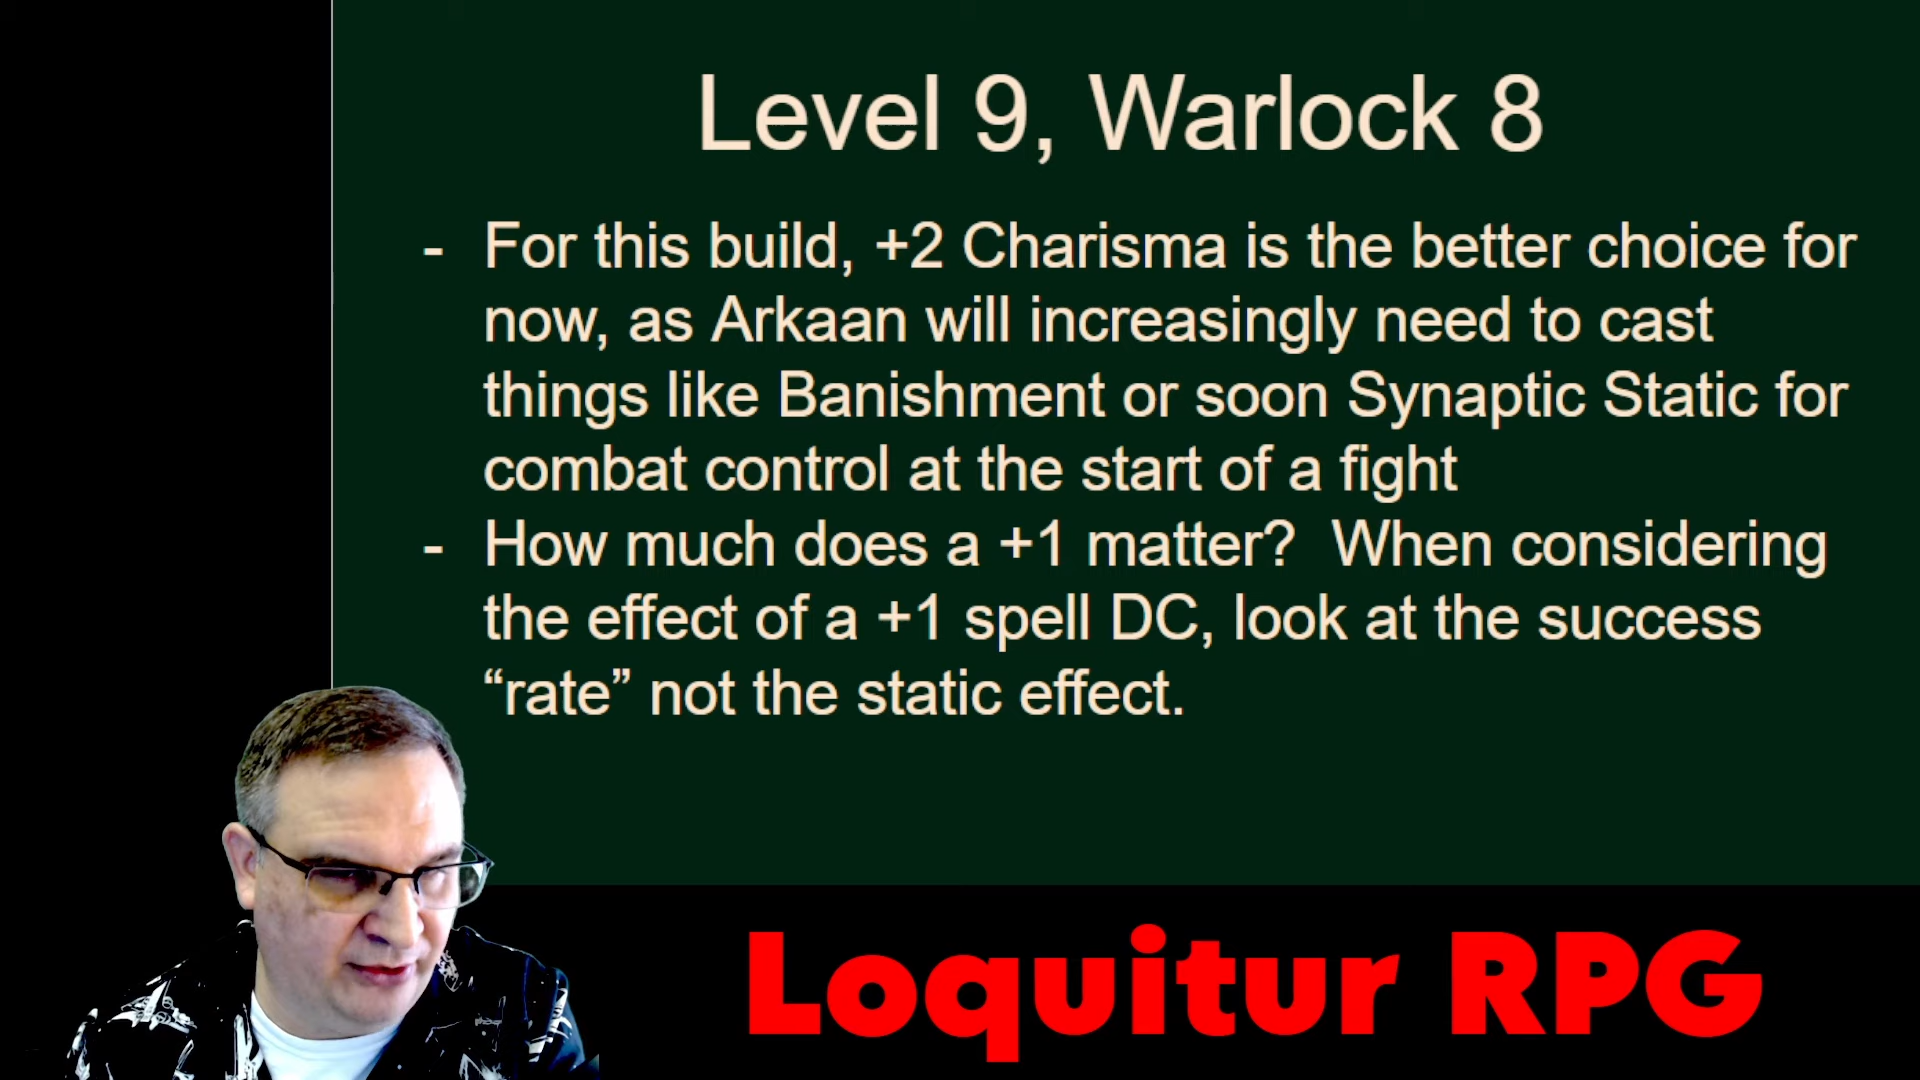 Level 9, Warlock 8
- For this build, +2 Charisma is the better choice for
now, as Arkaan will increasingly need to cast
things like Banishment or soon Synaptic Static for
combat control at the start of a fight
- How much does a +1 matter?  When considering
the effect of a +1 spell DC, look at the success
“rate” not the static effect.
Loquitur RPG